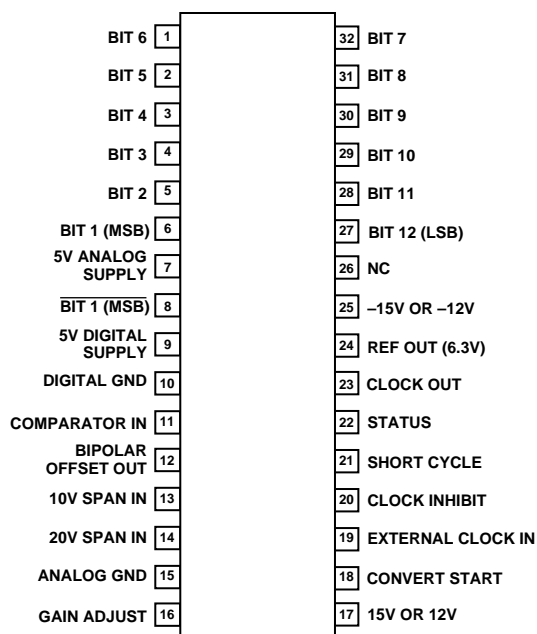 BIT 6 1 32 BIT 7
BIT 5 2 31 BIT 8
BIT 4 3 30 BIT 9
BIT 3 4 29 BIT 10
BIT 2 5 28 BIT 11
BIT 1 (MSB) 6 27 BIT 12 (LSB)
5V ANALOG
SUPPLY 7 26 NC
BIT 1 (MSB) 8 25 –15V OR –12V
5V DIGITAL
SUPPLY 9 24 REF OUT (6.3V)
DIGITAL GND 10 23 CLOCK OUT
COMPARATOR IN 11 22 STATUS
BIPOLAR
OFFSET OUT 12 21 SHORT CYCLE
10V SPAN IN 13 20 CLOCK INHIBIT
20V SPAN IN 14 19 EXTERNAL CLOCK IN
ANALOG GND 15 18 CONVERT START
GAIN ADJUST 16 17 15V OR 12V